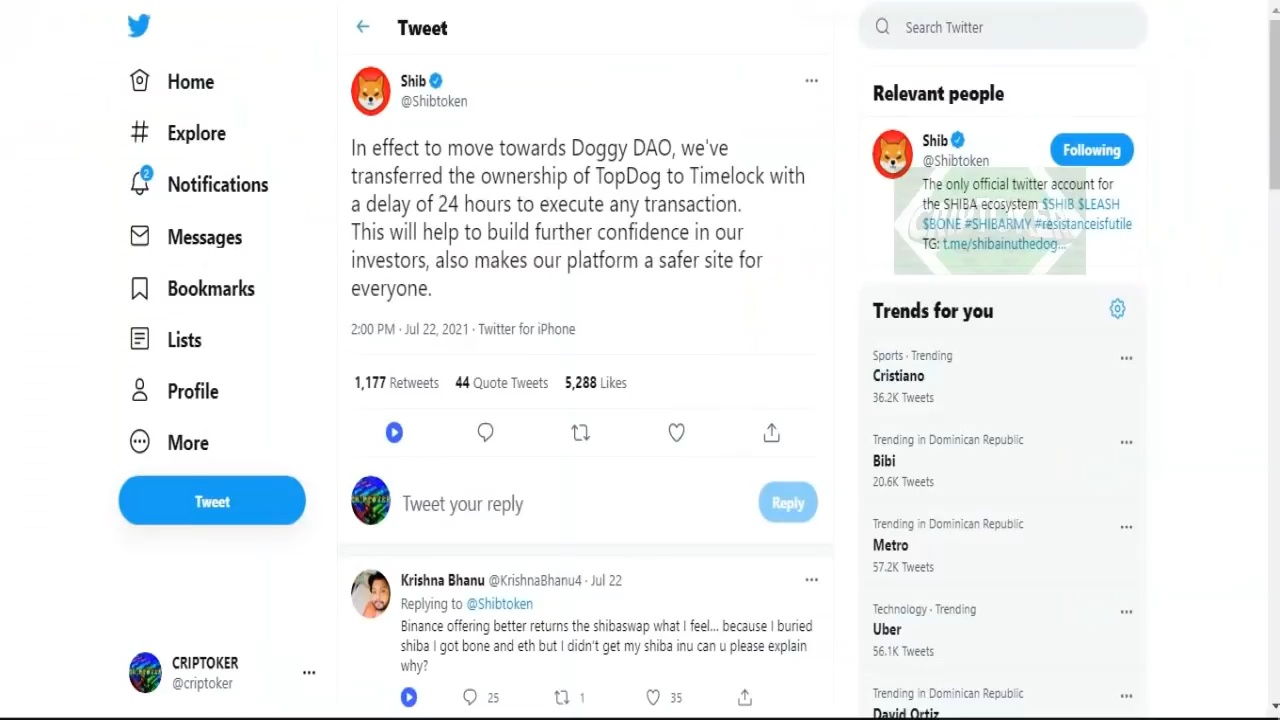 Home
Explore
2
Notifications
Messages
Bookmarks
Lists
Profile
More
Tweet
CRIPTOKER
@criptoker
Tweet
Shib
@Shibtoken
In effect to move towards Doggy DAO, we've
transferred the ownership of TopDog to Timelock with
a delay of 24 hours to execute any transaction.
This will help to build further confidence in our
investors, also makes our platform a safer site for
everyone.
2:00 PM · Jul 22, 2021 · Twitter for iPhone
1,177 Retweets 44 Quote Tweets 5,288 Likes
Tweet your reply
Reply
Krishna Bhanu @KrishnaBhanu4 · Jul 22
Replying to @Shibtoken
Binance offering better returns the shibaswap what I feel... because I buried
shiba I got bone and eth but I didn't get my shiba inu can u please explain
why?
25 1 35
Search Twitter
Relevant people
Shib
@Shibtoken
Following
The only official twitter account for
the SHIBA ecosystem $SHIB $LEASH
$BONE #SHIBARMY #resistanceisfutile
TG: t.me/shibainuthedog...
Trends for you
Sports · Trending
Cristiano
36.2K Tweets
Trending in Dominican Republic
Bibi
20.6K Tweets
Trending in Dominican Republic
Metro
57.2K Tweets
Technology · Trending
Uber
56.1K Tweets
Trending in Dominican Republic
David Ortiz